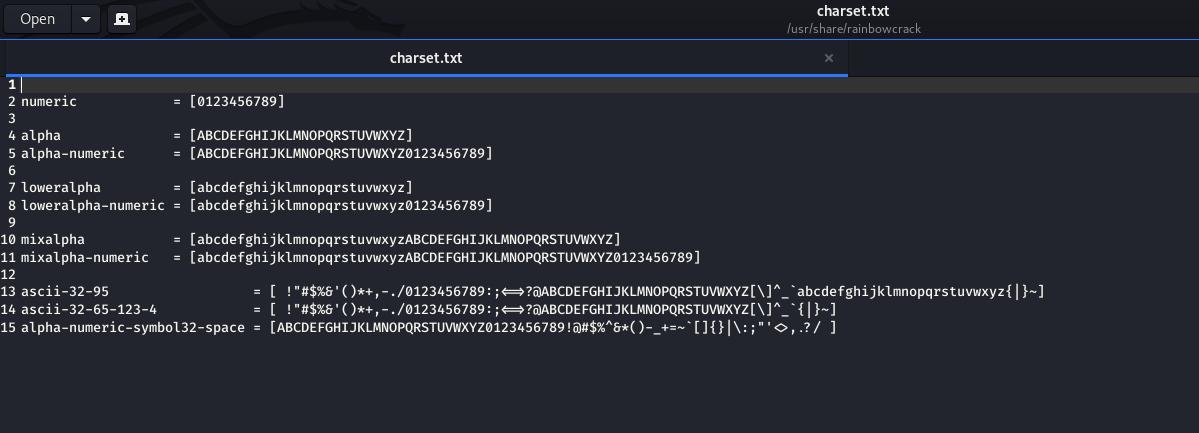 Open
charset.txt
/usr/share/rainbowcrack
charset.txt ×
1
2 numeric = [0123456789]
3
4 alpha = [ABCDEFGHIJKLMNOPQRSTUVWXYZ]
5 alpha-numeric = [ABCDEFGHIJKLMNOPQRSTUVWXYZ0123456789]
6
7 loweralpha = [abcdefghijklmnopqrstuvwxyz]
8 loweralpha-numeric = [abcdefghijklmnopqrstuvwxyz0123456789]
9
10 mixalpha = [abcdefghijklmnopqrstuvwxyzABCDEFGHIJKLMNOPQRSTUVWXYZ]
11 mixalpha-numeric = [abcdefghijklmnopqrstuvwxyzABCDEFGHIJKLMNOPQRSTUVWXYZ0123456789]
12
13 ascii-32-95 = [ !"#$%&'()*+,-./0123456789:;<=>?@ABCDEFGHIJKLMNOPQRSTUVWXYZ[\]^_`abcdefghijklmnopqrstuvwxyz{|}~]
14 ascii-32-65-123-4 = [ !"#$%&'()*+,-./0123456789:;<=>?@ABCDEFGHIJKLMNOPQRSTUVWXYZ[\]^_`{|}~]
15 alpha-numeric-symbol32-space = [ABCDEFGHIJKLMNOPQRSTUVWXYZ0123456789!@#$%^&*()-_+=~`[]{}|\:;"'<>,.?/ ]